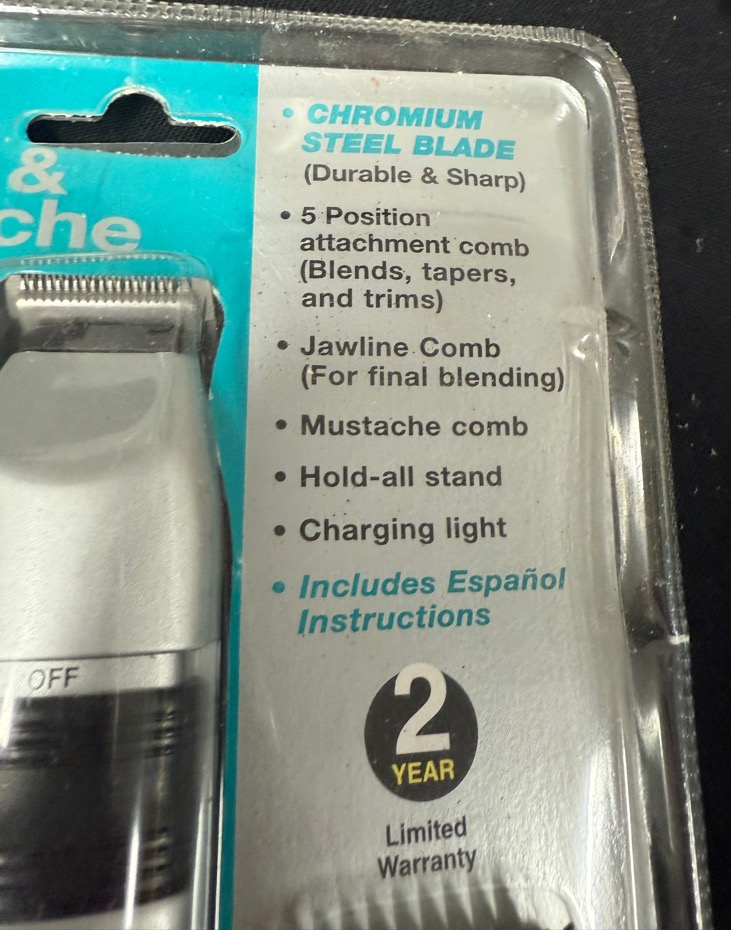 &
che
• CHROMIUM
STEEL BLADE
(Durable & Sharp)
• 5 Position
attachment comb
(Blends, tapers,
and trims)
• Jawline Comb
(For final blending)
• Mustache comb
• Hold-all stand
• Charging light
• Includes Español
Instructions
OFF
2
YEAR
Limited
Warranty